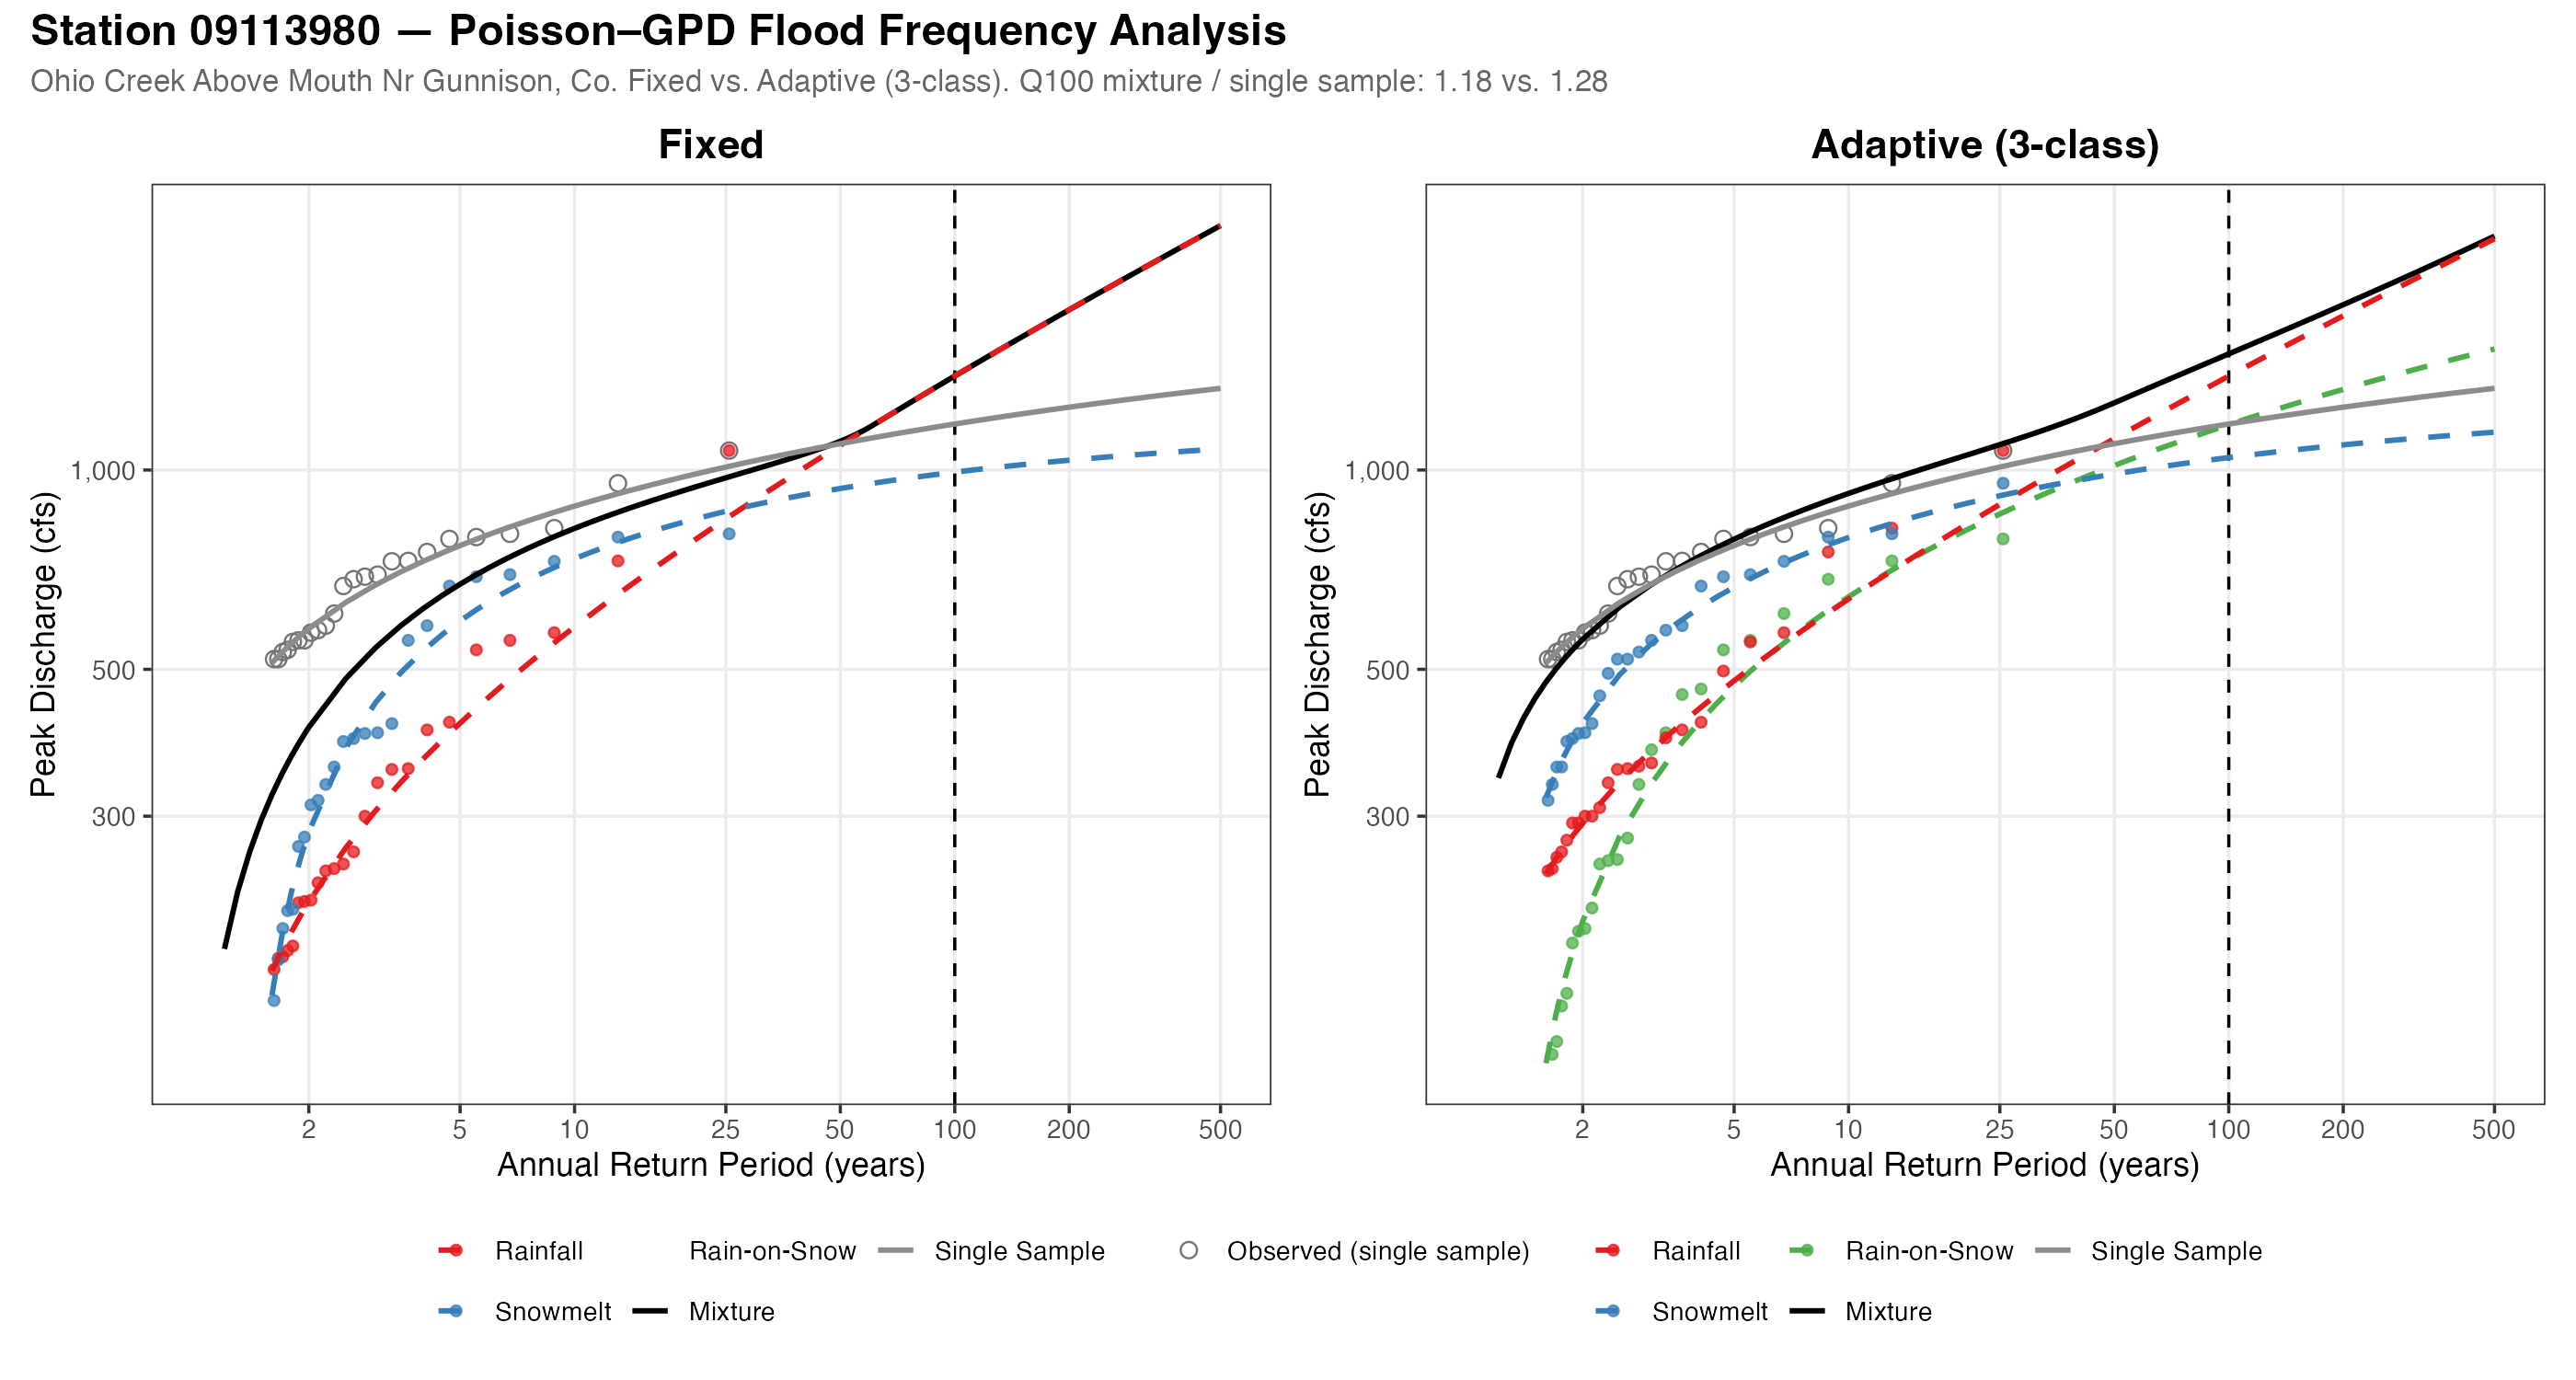 Station 09113980 — Poisson–GPD Flood Frequency Analysis
Ohio Creek Above Mouth Nr Gunnison, Co. Fixed vs. Adaptive (3-class). Q100 mixture / single sample: 1.18 vs. 1.28
Fixed
Peak Discharge (cfs)
1,000
500
300
2 5 10 25 50 100 200 500
Annual Return Period (years)
Adaptive (3-class)
Peak Discharge (cfs)
1,000
500
300
2 5 10 25 50 100 200 500
Annual Return Period (years)
Rainfall Rain-on-Snow Single Sample Observed (single sample)
Snowmelt Mixture
Rainfall Rain-on-Snow Single Sample
Snowmelt Mixture